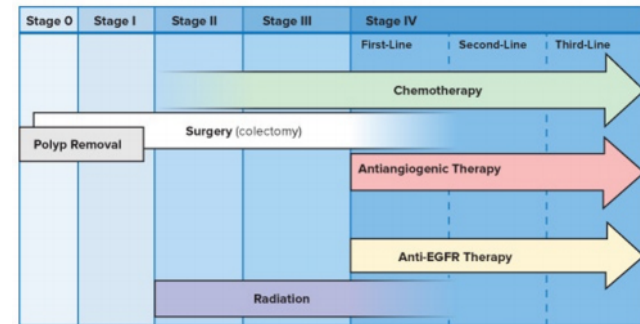 Stage 0 Stage I Stage II Stage III Stage IV
First-Line Second-Line Third-Line
Chemotherapy
Surgery (colectomy)
Polyp Removal
Antiangiogenic Therapy
Anti-EGFR Therapy
Radiation